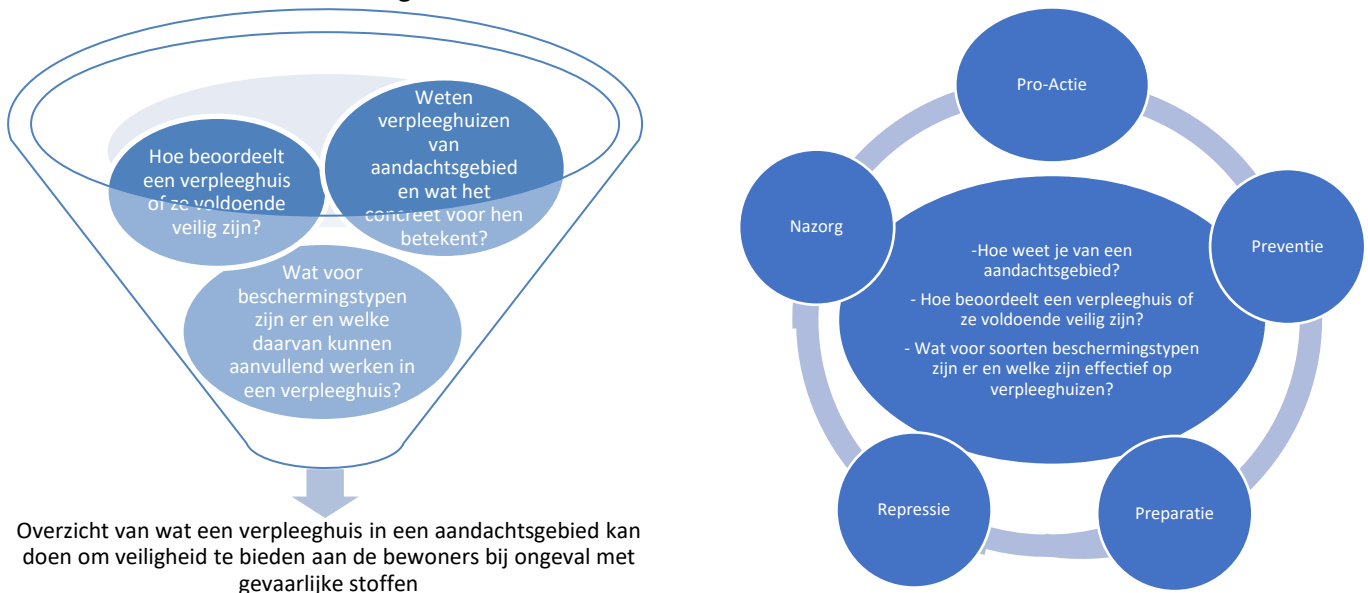 Weten
verpleeghuizen
van
aandachtsgebied
en wat het
concreet voor hen
betekent?
Hoe beoordeelt
een verpleeghuis
of ze voldoende
veilig zijn?
Wat voor
beschermingstypen
zijn er en welke
daarvan kunnen
aanvullend werken in
een verpleeghuis?
Overzicht van wat een verpleeghuis in een aandachtsgebied kan
doen om veiligheid te bieden aan de bewoners bij ongeval met
gevaarlijke stoffen
Pro-Actie
Preventie
Preparatie
Repressie
Nazorg
-Hoe weet je van een
aandachtsgebied?
- Hoe beoordeelt een verpleeghuis of
ze voldoende veilig zijn?
- Wat voor soorten beschermingstypen
zijn er en welke zijn effectief op
verpleeghuizen?